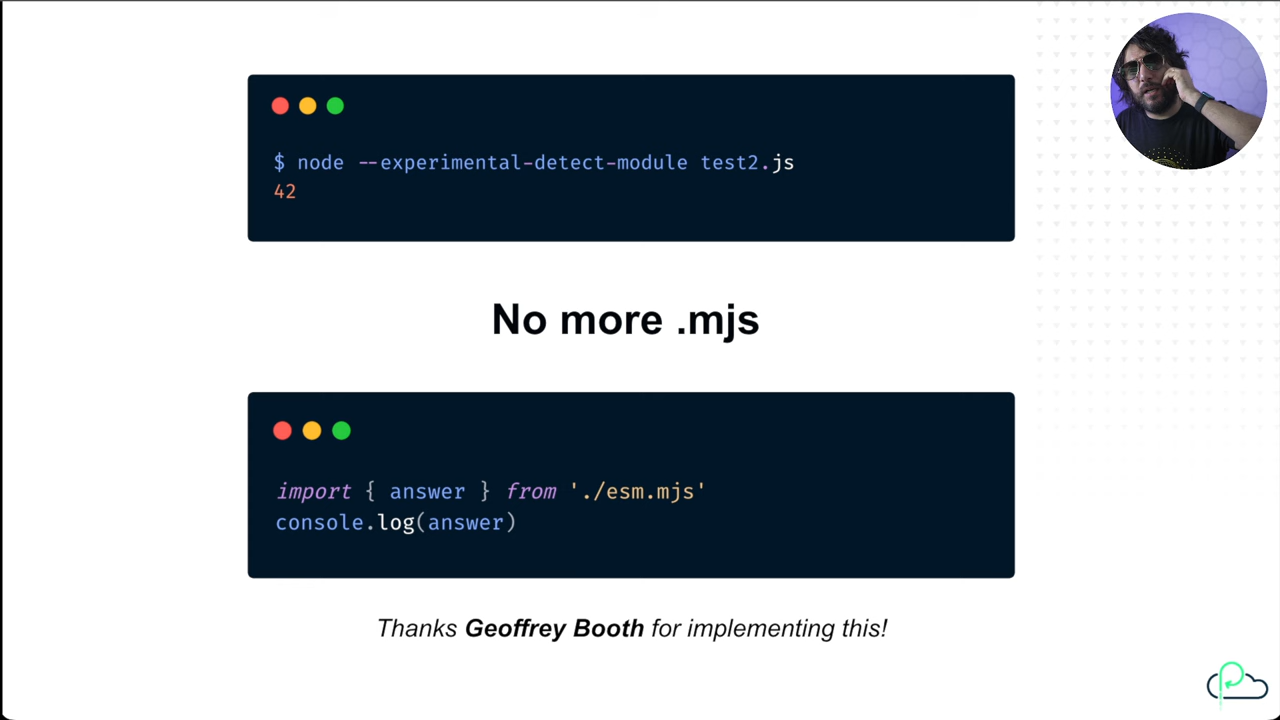 $ node --experimental-detect-module test2.js
42
No more .mjs
import { answer } from './esm.mjs'
console.log(answer)
Thanks Geoffrey Booth for implementing this!